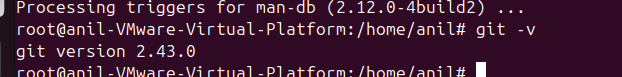 Processing triggers for man-db (2.12.0-4build2) ...
root@anil-VMware-Virtual-Platform:/home/anil# git -v
git version 2.43.0
root@anil-VMware-Virtual-Platform:/home/anil#